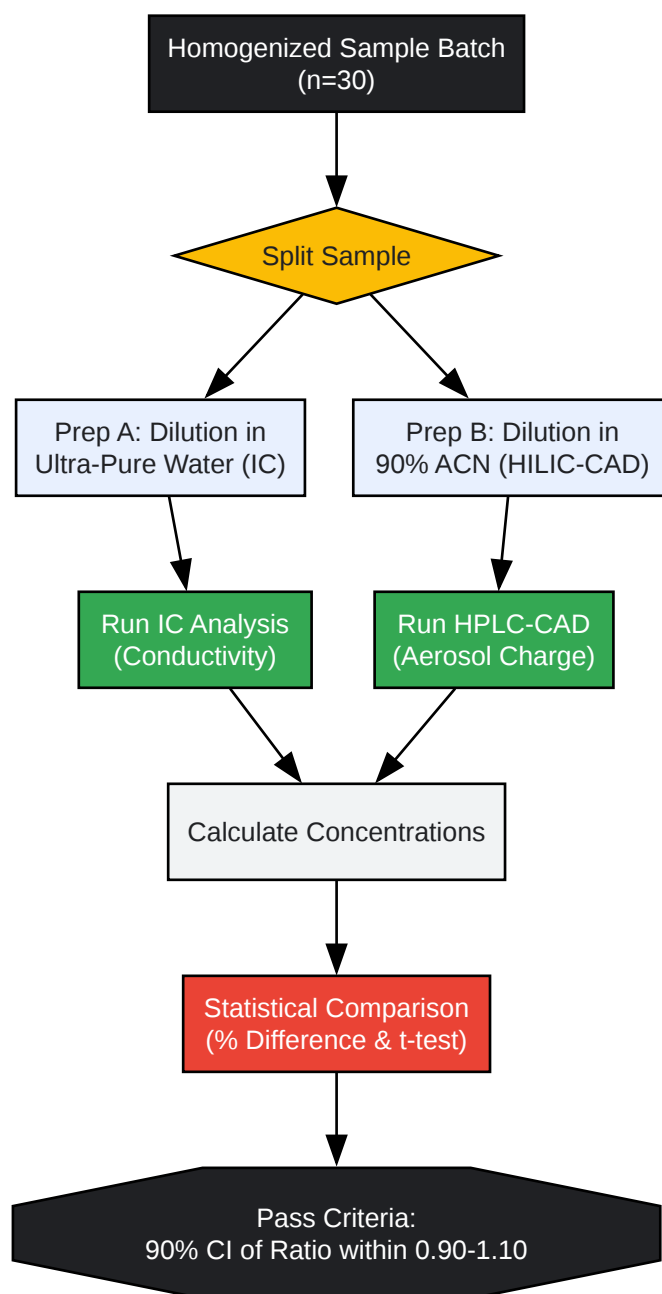 Homogenized Sample Batch
(n=30)
Split Sample
Prep A: Dilution in
Ultra-Pure Water (IC)
Prep B: Dilution in
90% ACN (HILIC-CAD)
Run IC Analysis
(Conductivity)
Run HPLC-CAD
(Aerosol Charge)
Calculate Concentrations
Statistical Comparison
(% Difference & t-test)
Pass Criteria:
90% CI of Ratio within 0.90-1.10